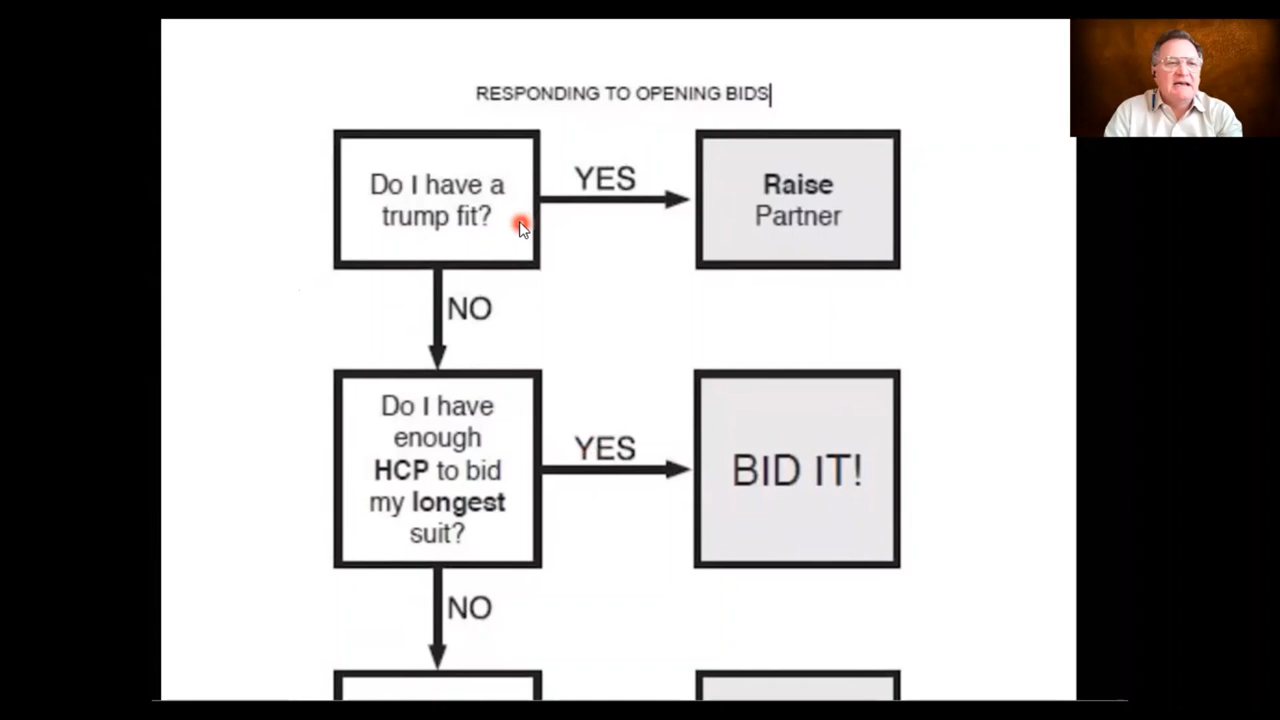 RESPONDING TO OPENING BIDS
Do I have a
trump fit?
YES
Raise
Partner
NO
Do I have
enough
HCP to bid
my longest
suit?
YES
BID IT!
NO